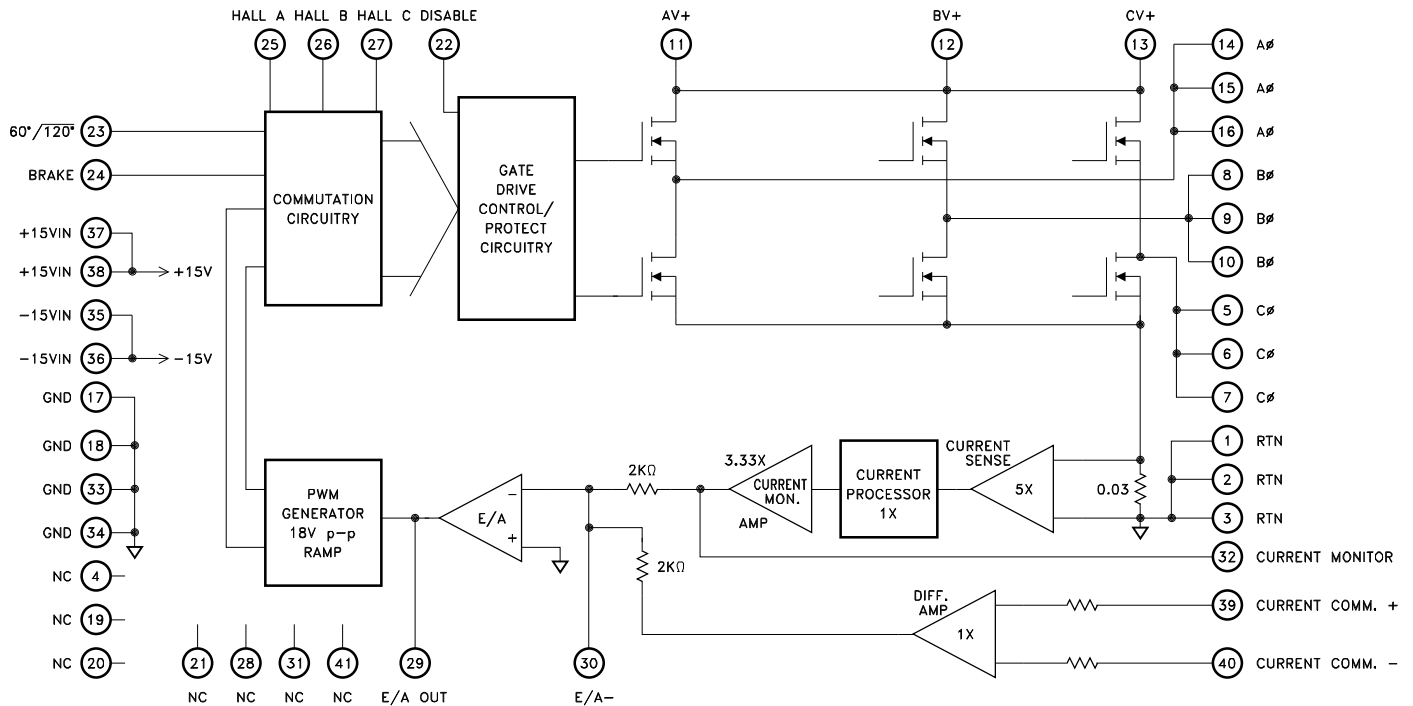 HALL A HALL B HALL C DISABLE
25
26
27
22
AV+
11
BV+
12
CV+
13
14 AØ
15 AØ
16 AØ
8 BØ
9 BØ
10 BØ
5 CØ
6 CØ
7 CØ
1 RTN
2 RTN
3 RTN
32 CURRENT MONITOR
39 CURRENT COMM. +
40 CURRENT COMM. -
60°/120° 23
BRAKE 24
+15VIN 37
+15VIN 38
+15V
-15VIN 35
-15VIN 36
-15V
GND 17
GND 18
GND 33
GND 34
NC 4
NC 19
NC 20
COMMUTATION
CIRCUITRY
GATE
DRIVE
CONTROL/
PROTECT
CIRCUITRY
PWM
GENERATOR
18V p-p
RAMP
E/A
-
+
2KΩ
2KΩ
3.33X
CURRENT
MON.
AMP
CURRENT
PROCESSOR
1X
CURRENT
SENSE
5X
0.03
DIFF.
AMP
1X
21
28
31
41
29
30
NC
NC
NC
NC
E/A OUT
E/A-